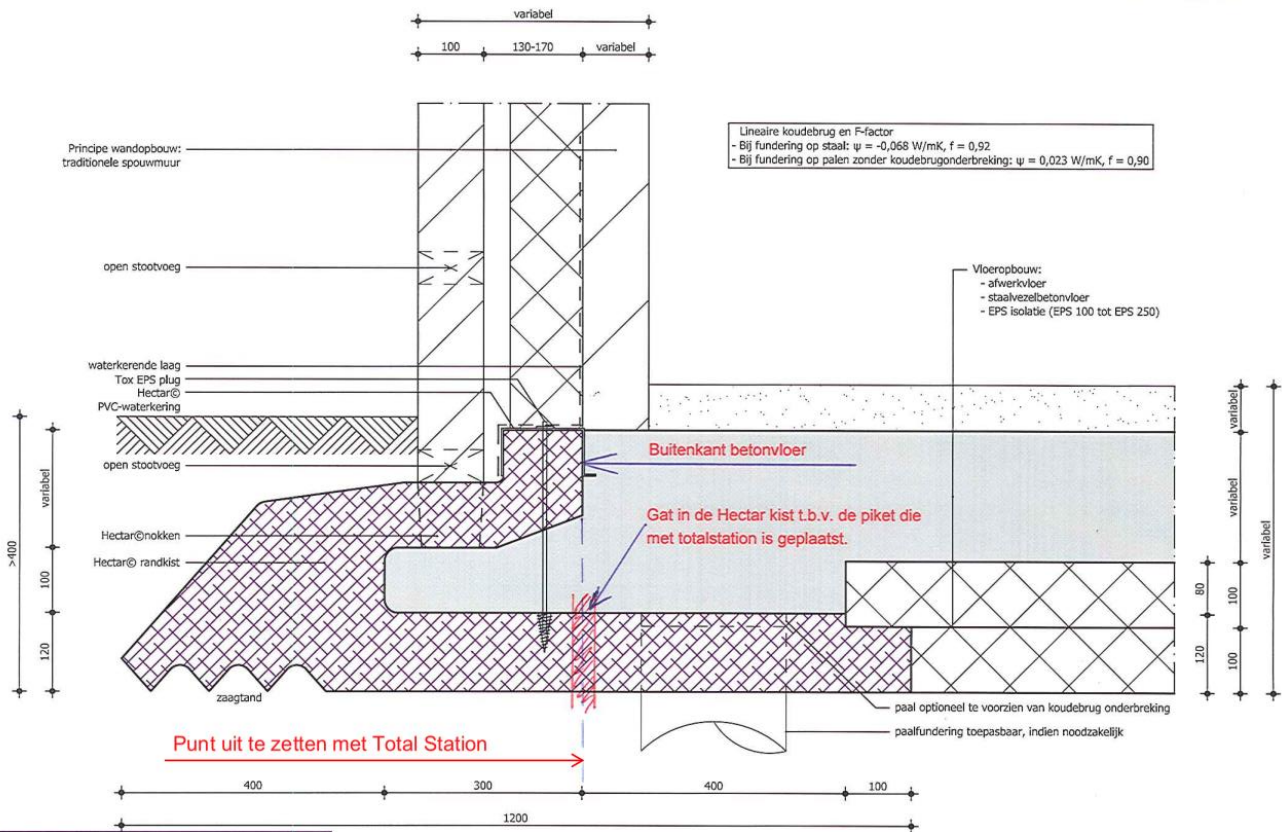 variabel
100
130-170
variabel
Principe wandopbouw:
traditionele spouwmuur
Lineaire koudebrug en F-factor
- Bij fundering op staal: ψ = -0,068 W/mK, f = 0,92
- Bij fundering op palen zonder koudebrugonderbreking: ψ = 0,023 W/mK, f = 0,90
open stootvoeg
Vloeropbouw:
- afwerkvloer
- staalvezelbetonvloer
- EPS isolatie (EPS 100 tot EPS 250)
waterkerende laag
Tox EPS plug
Hectar©
PVC-waterkering
open stootvoeg
Buitenkant betonvloer
Gat in de Hectar kist t.b.v. de piket die
met totalstation is geplaatst.
Hectar©nokken
Hectar© randkist
>400
variabel
100
120
variabel
variabel
variabel
80
100
120
100
zaagtand
paal optioneel te voorzien van koudebrug onderbreking
paalfundering toepasbaar, indien noodzakelijk
Punt uit te zetten met Total Station
400
300
400
100
1200